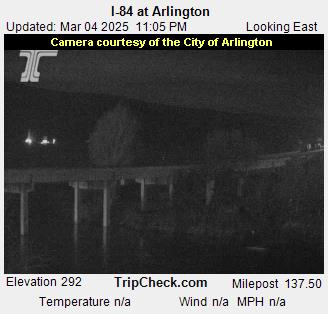 I-84 at Arlington
Updated: Mar 04 2025 11:05 PM Looking East
Camera courtesy of the City of Arlington
Elevation 292 TripCheck.com Milepost 137.50
Temperature n/a Wind n/a MPH n/a